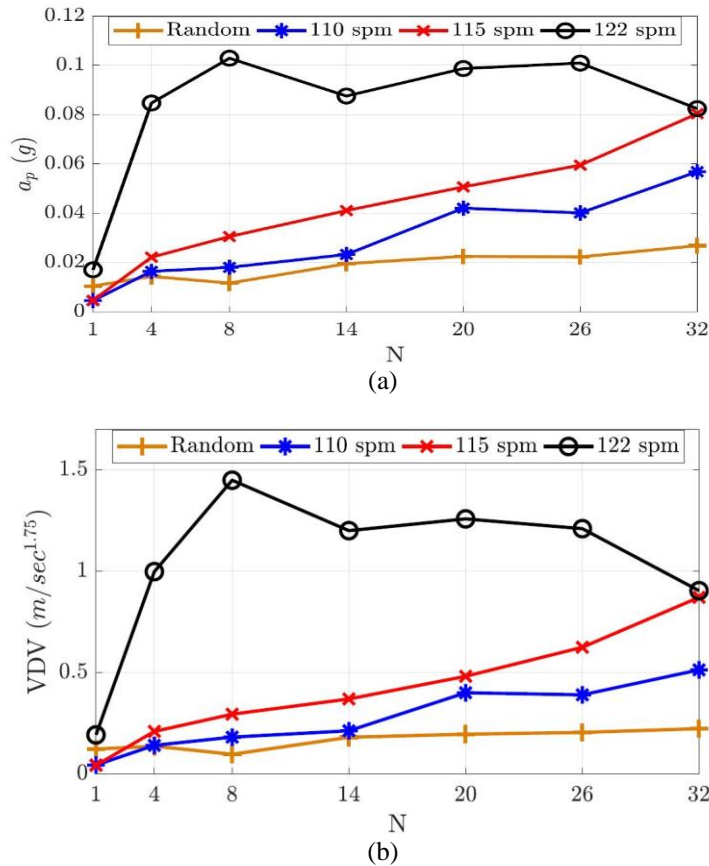 Random 110 spm 115 spm 122 spm
0.12
0.1
0.08
0.06
0.04
0.02
0
a_p (g)
1 4 8 14 20 26 32
N
(a)
Random 110 spm 115 spm 122 spm
1.5
1
0.5
0
VDV (m/sec^{1.75})
1 4 8 14 20 26 32
N
(b)